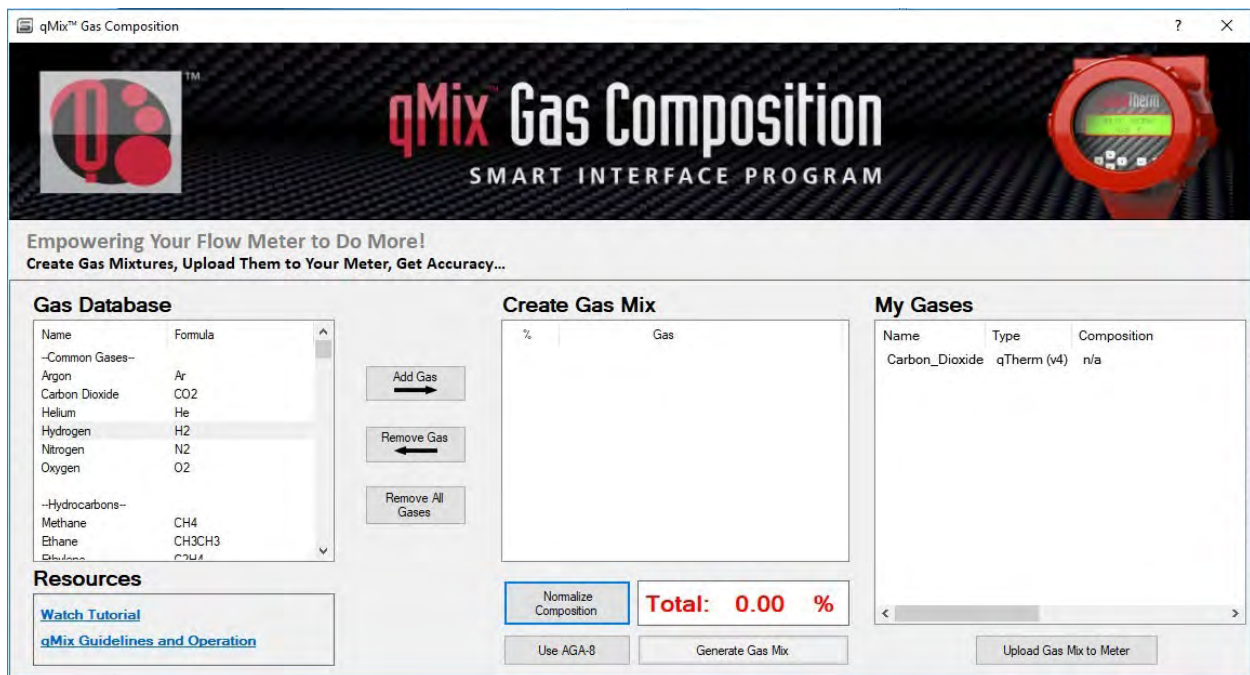 qMix™ Gas Composition
?
TM
qMix™ Gas Composition
SMART INTERFACE PROGRAM
Empowering Your Flow Meter to Do More!
Create Gas Mixtures, Upload Them to Your Meter, Get Accuracy...
Gas Database
Name Formula
--Common Gases--
Argon Ar
Carbon Dioxide CO2
Helium He
Hydrogen H2
Nitrogen N2
Oxygen O2
--Hydrocarbons--
Methane CH4
Ethane CH3CH3
Ethylene C2H4
Resources
Watch Tutorial
qMix Guidelines and Operation
Add Gas
Remove Gas
Remove All
Gases
Create Gas Mix
% Gas
Normalize
Composition
Total: 0.00 %
Use AGA-8
Generate Gas Mix
My Gases
Name Type Composition
Carbon_Dioxide qTherm (v4) n/a
Upload Gas Mix to Meter